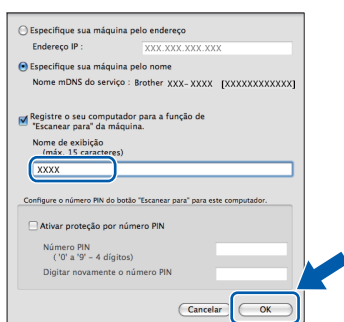 Especifique sua máquina pelo endereço
Endereço IP :
XXX.XXX.XXX.XXX
Especifique sua máquina pelo nome
Nome mDNS do serviço : Brother XXX-XXXX [XXXXXXXXXXXX]
Registre o seu computador para a função de
"Escanear para" da máquina.
Nome de exibição
(máx. 15 caracteres)
XXXX
Configure o número PIN do botão "Escanear para" para este computador.
Ativar proteção por número PIN
Número PIN
( '0' a '9' – 4 dígitos)
Digitar novamente o número PIN
Cancelar
OK